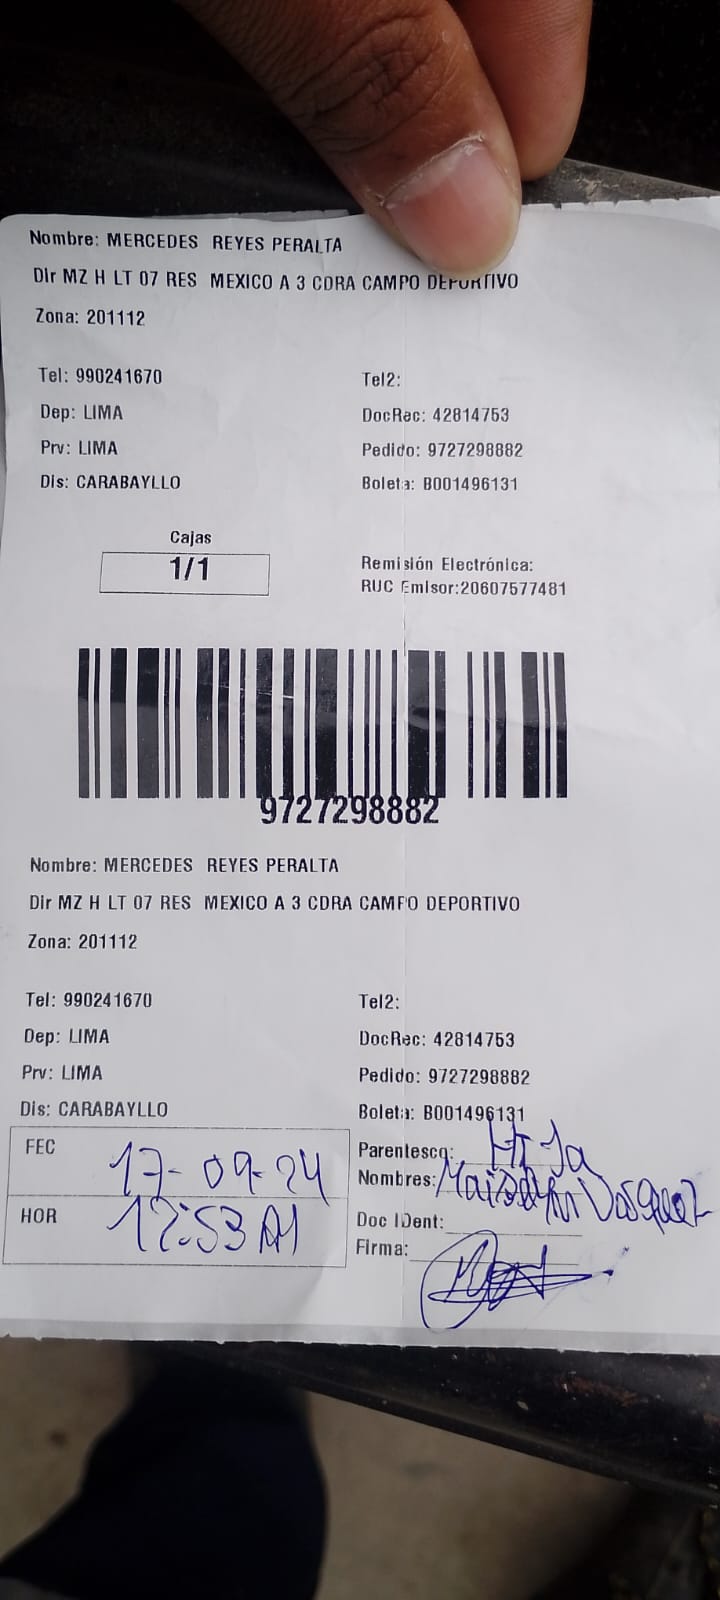 Nombre: MERCEDES REYES PERALTA
Dir MZ H LT 07 RES MEXICO A 3 CDRA CAMPO DEPORTIVO
Zona: 201112
Tel: 990241670 Tel2:
Dep: LIMA DocRec: 42814753
Prv: LIMA Pedido: 9727298882
Dis: CARABAYLLO Boleta: B001496131
Cajas
1/1
Remisión Electrónica:
RUC Emisor:20607577481
9727298882
Nombre: MERCEDES REYES PERALTA
Dir MZ H LT 07 RES MEXICO A 3 CDRA CAMPO DEPORTIVO
Zona: 201112
Tel: 990241670 Tel2:
Dep: LIMA DocRec: 42814753
Prv: LIMA Pedido: 9727298882
Dis: CARABAYLLO Boleta: B001496131
FEC 17-09-24 Parentesco: HiJa
Nombres:
HOR 12:53 Doc IDent:
Firma: